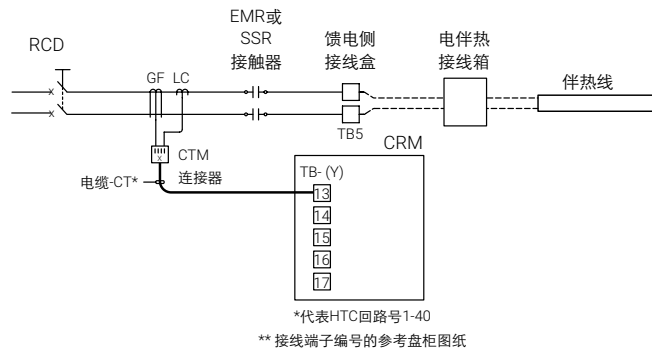 RCD
GF
LC
EMR或
SSR
接触器
馈电侧
接线盒
TB5
电伴热
接线箱
伴热线
CTM
连接器
电缆-CT*
CRM
TB- (Y)
13
14
15
16
17
*代表HTC回路号1-40
** 接线端子编号的参考盘柜图纸